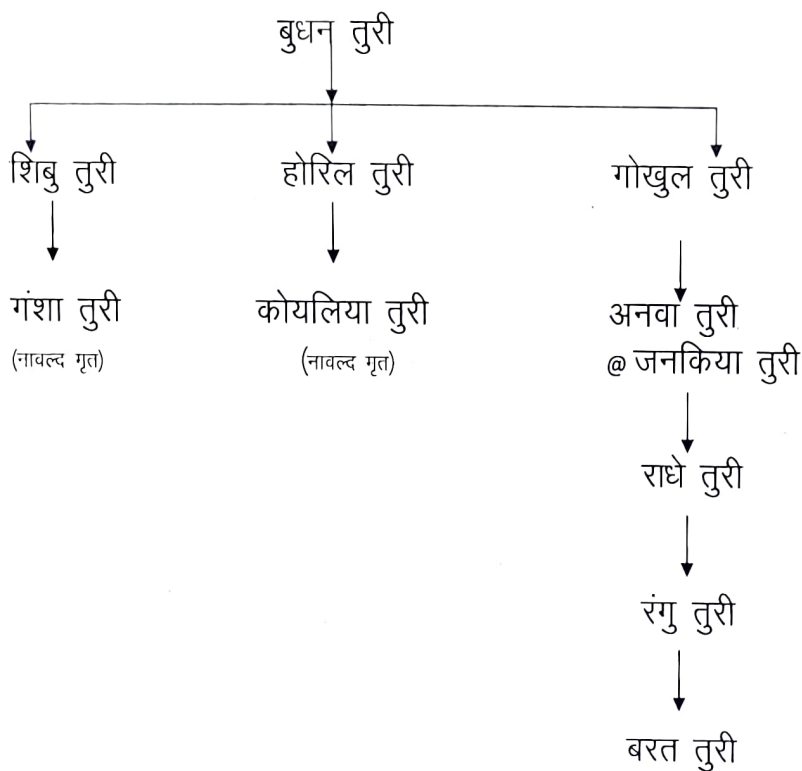 बुधन तुरी
शिबु तुरी होरिल तुरी गोखुल तुरी
गंशा तुरी कोयलिया तुरी अनवा तुरी
(नावल्द गृत) (नावल्द गृत) @ जनकिया तुरी
राधे तुरी
रंगु तुरी
बरत तुरी